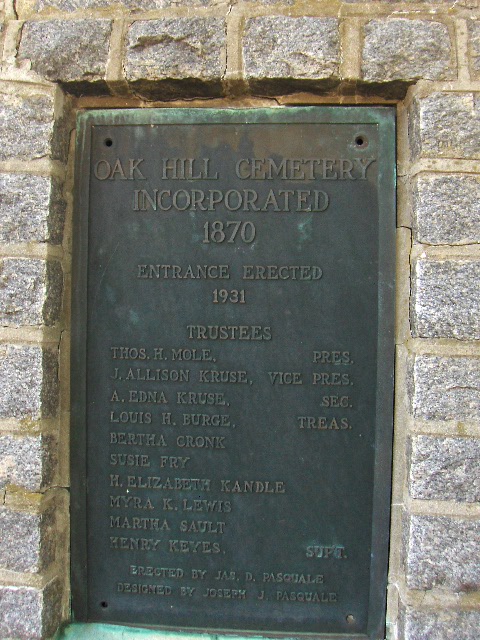 OAK HILL CEMETERY
INCORPORATED
1870
ENTRANCE ERECTED
1931
TRUSTEES
THOS. H. MOLE, PRES.
J. ALLISON KRUSE, VICE PRES.
A. EDNA KRUSE, SEC.
LOUIS H. BURGE, TREAS.
BERTHA CRONK
SUSIE FRY
H. ELIZABETH KANDLE
MYRA K. LEWIS
MARTHA SAULT
HENRY KEYES, SUPT.
ERECTED BY JAS. D. PASQUALE
DESIGNED BY JOSEPH J. PASQUALE